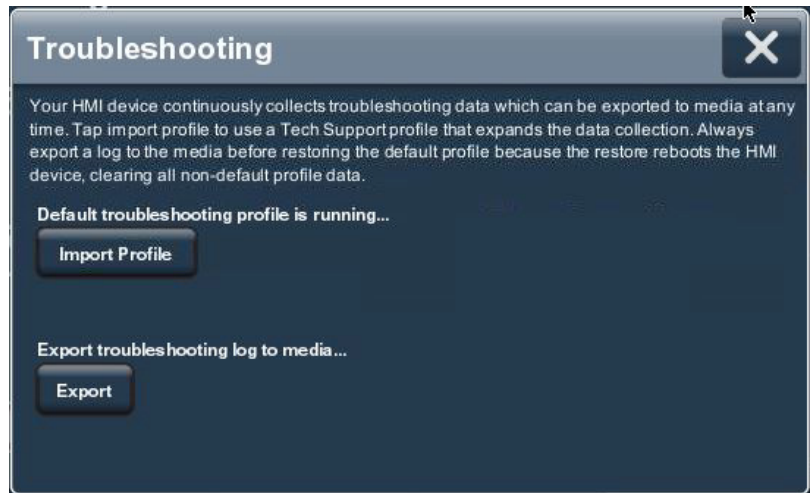 Troubleshooting
Your HMI device continuously collects troubleshooting data which can be exported to media at any
time. Tap import profile to use a Tech Support profile that expands the data collection. Always
export a log to the media before restoring the default profile because the restore reboots the HMI
device, clearing all non-default profile data.
Default troubleshooting profile is running...
Import Profile
Export troubleshooting log to media...
Export